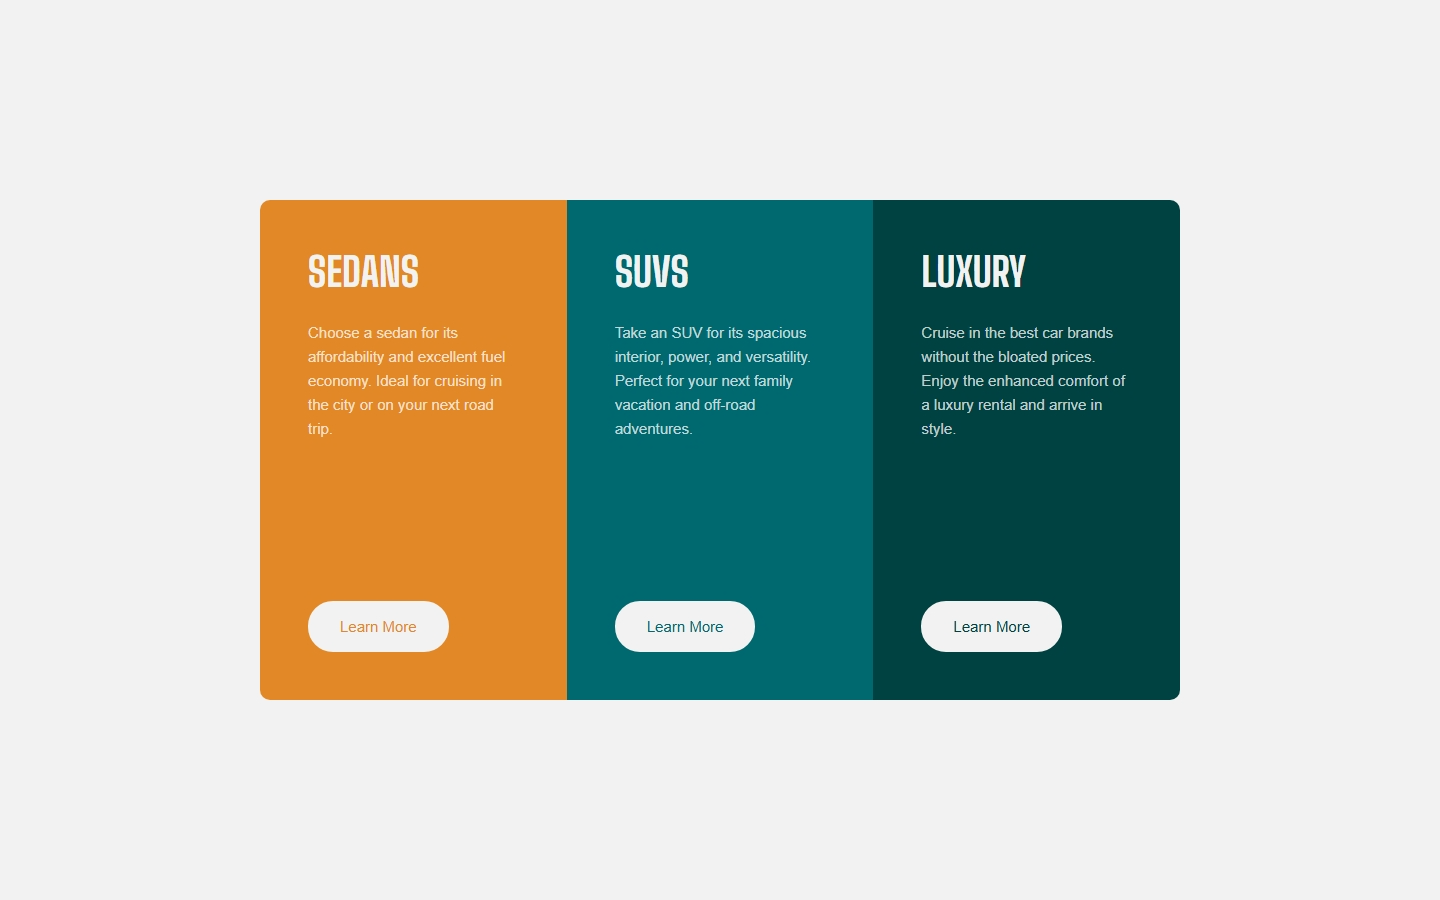 SEDANS
Choose a sedan for its
affordability and excellent fuel
economy. Ideal for cruising in
the city or on your next road
trip.
Learn More
SUVS
Take an SUV for its spacious
interior, power, and versatility.
Perfect for your next family
vacation and off-road
adventures.
Learn More
LUXURY
Cruise in the best car brands
without the bloated prices.
Enjoy the enhanced comfort of
a luxury rental and arrive in
style.
Learn More